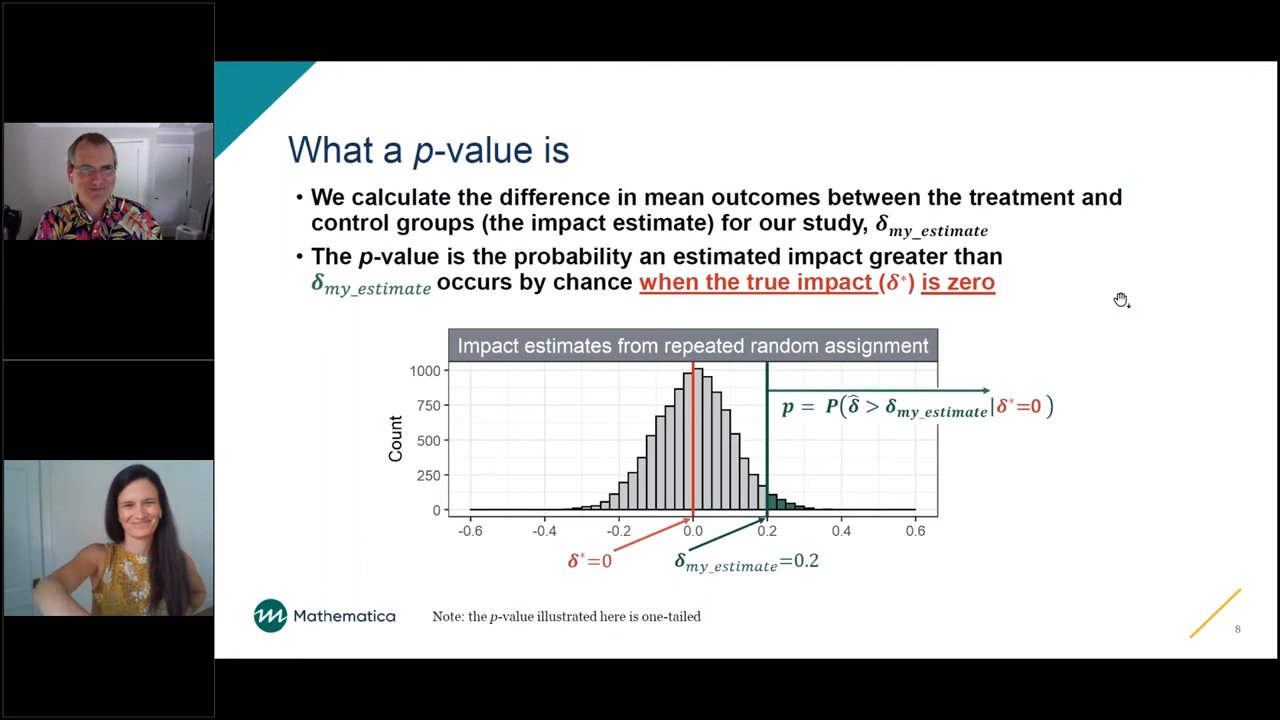 What a p-value is
• We calculate the difference in mean outcomes between the treatment and
control groups (the impact estimate) for our study, δmy_estimate
• The p-value is the probability an estimated impact greater than
δmy_estimate occurs by chance when the true impact (δ*) is zero
Impact estimates from repeated random assignment
1000
750
500
250
0
Count
p = P(δ̂ > δmy_estimate|δ*=0 )
-0.6 -0.4 -0.2 0.0 0.2 0.4 0.6
δ*=0
δmy_estimate=0.2
Mathematica
Note: the p-value illustrated here is one-tailed
8